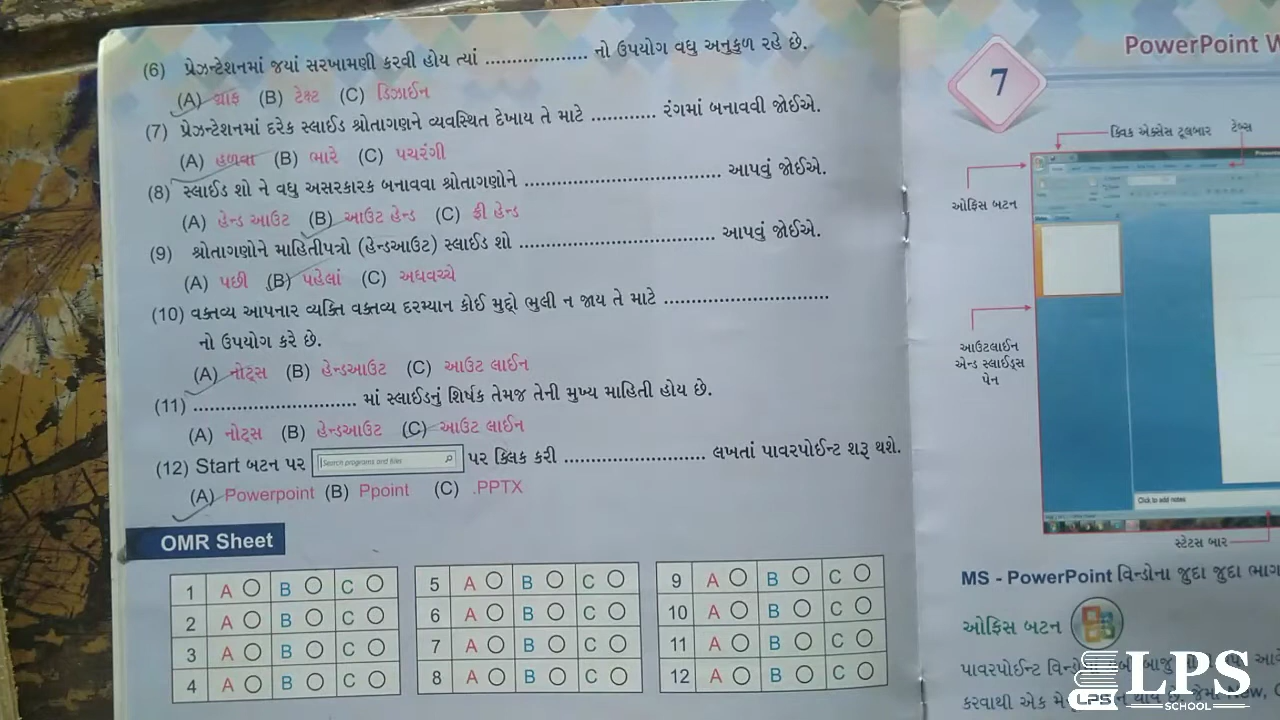 (6) પ્રેઝન્ટેશનમાં જ્યાં સરખામણી કરવી હોય ત્યાં ................... નો ઉપયોગ વધુ અનુકુળ રહે છે.
(A) ગ્રાફ (B) ટેક્ષ્ટ (C) ડિઝાઈન
(7) પ્રેઝન્ટેશનમાં દરેક સ્લાઈડ શ્રોતાગણને વ્યવસ્થિત દેખાય તે માટે ............ રંગમાં બનાવવી જોઈએ.
(A) હળવા (B) ભારે (C) પચરંગી
(8) સ્લાઈડ શો ને વધુ અસરકારક બનાવવા શ્રોતાગણોને .................................... આપવું જોઈએ.
(A) હેન્ડ આઉટ (B) આઉટ હેન્ડ (C) ફ્રી હેન્ડ
(9) શ્રોતાગણોને માહિતીપત્રો (હેન્ડઆઉટ) સ્લાઈડ શો .................................... આપવું જોઈએ.
(A) પછી (B) પહેલાં (C) અધવચ્ચે
(10) વક્તવ્ય આપનાર વ્યક્તિ વક્તવ્ય દરમ્યાન કોઈ મુદ્દો ભુલી ન જાય તે માટે ..............................
નો ઉપયોગ કરે છે.
(A) નોટ્સ (B) હેન્ડઆઉટ (C) આઉટ લાઈન
(11) .............................. માં સ્લાઈડનું શિર્ષક તેમજ તેની મુખ્ય માહિતી હોય છે.
(A) નોટ્સ (B) હેન્ડઆઉટ (C) આઉટ લાઈન
(12) Start બટન પર Search programs and files પર ક્લિક કરી .......................... લખતાં પાવરપોઈન્ટ શરૂ થશે.
(A) Powerpoint (B) Ppoint (C) .PPTX
OMR Sheet
1 A B C
2 A B C
3 A B C
4 A B C
5 A B C
6 A B C
7 A B C
8 A B C
9 A B C
10 A B C
11 A B C
12 A B C
7
PowerPoint W
ક્વિક એક્સેસ ટૂલબાર
ટેબ્સ
ઓફિસ બટન
આઉટલાઈન
એન્ડ સ્લાઈડ્સ
પેન
Click to add notes
સ્ટેટસ બાર
MS - PowerPoint વિન્ડોના જુદા જુદા ભાગ
ઓફિસ બટન
પાવરપોઈન્ટ
કરવાથી એક
New,
LPS
LPS
SCHOOL